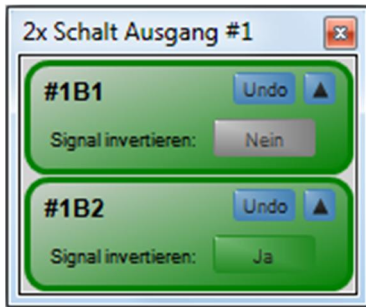 2x Schalt Ausgang #1
#1B1 Undo ▲
Signal invertieren: Nein
#1B2 Undo ▲
Signal invertieren: Ja